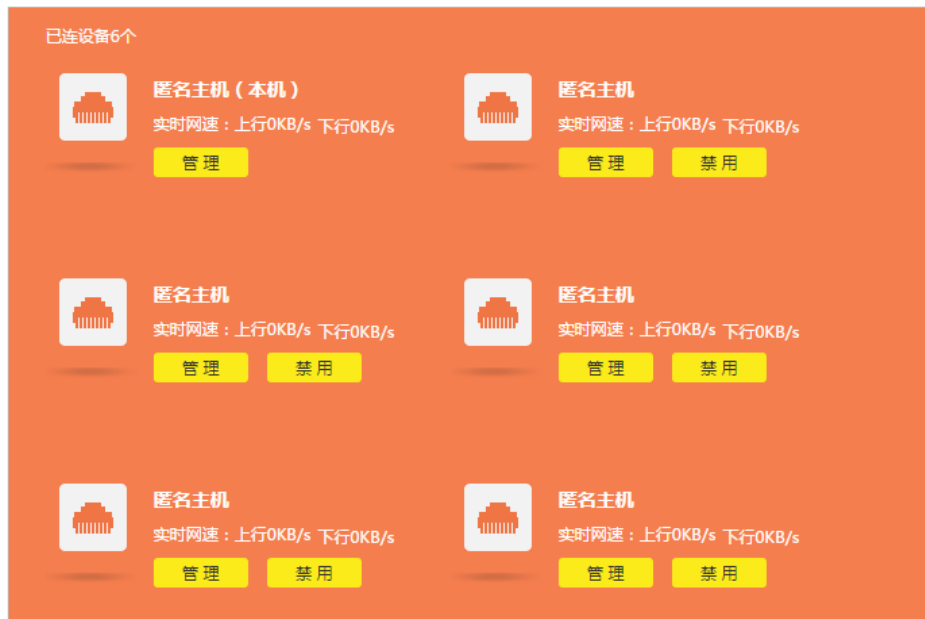 已连设备6个
匿名主机（本机）
实时网速：上行0KB/s 下行0KB/s
管 理
匿名主机
实时网速：上行0KB/s 下行0KB/s
管 理 禁 用
匿名主机
实时网速：上行0KB/s 下行0KB/s
管 理 禁 用
匿名主机
实时网速：上行0KB/s 下行0KB/s
管 理 禁 用
匿名主机
实时网速：上行0KB/s 下行0KB/s
管 理 禁 用
匿名主机
实时网速：上行0KB/s 下行0KB/s
管 理 禁 用